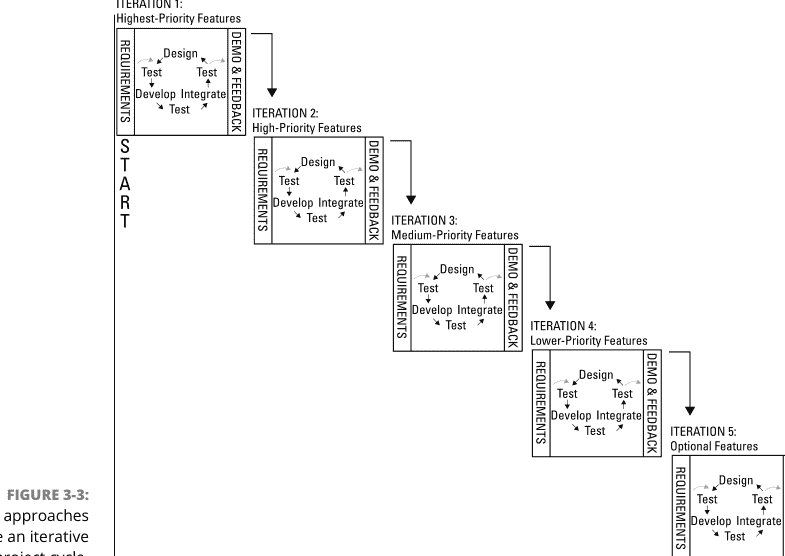 ITERATION 1:
Highest-Priority Features
REQUIREMENTS
Design
Test
Test
Develop Integrate
Test
DEMO & FEEDBACK
START
ITERATION 2:
High-Priority Features
REQUIREMENTS
Design
Test
Test
Develop Integrate
Test
DEMO & FEEDBACK
ITERATION 3:
Medium-Priority Features
REQUIREMENTS
Design
Test
Test
Develop Integrate
Test
DEMO & FEEDBACK
ITERATION 4:
Lower-Priority Features
REQUIREMENTS
Design
Test
Test
Develop Integrate
Test
DEMO & FEEDBACK
ITERATION 5:
Optional Features
REQUIREMENTS
Design
Test
Test
Develop Integrate
FIGURE 3-3:
approaches
an iterative
project cycle.